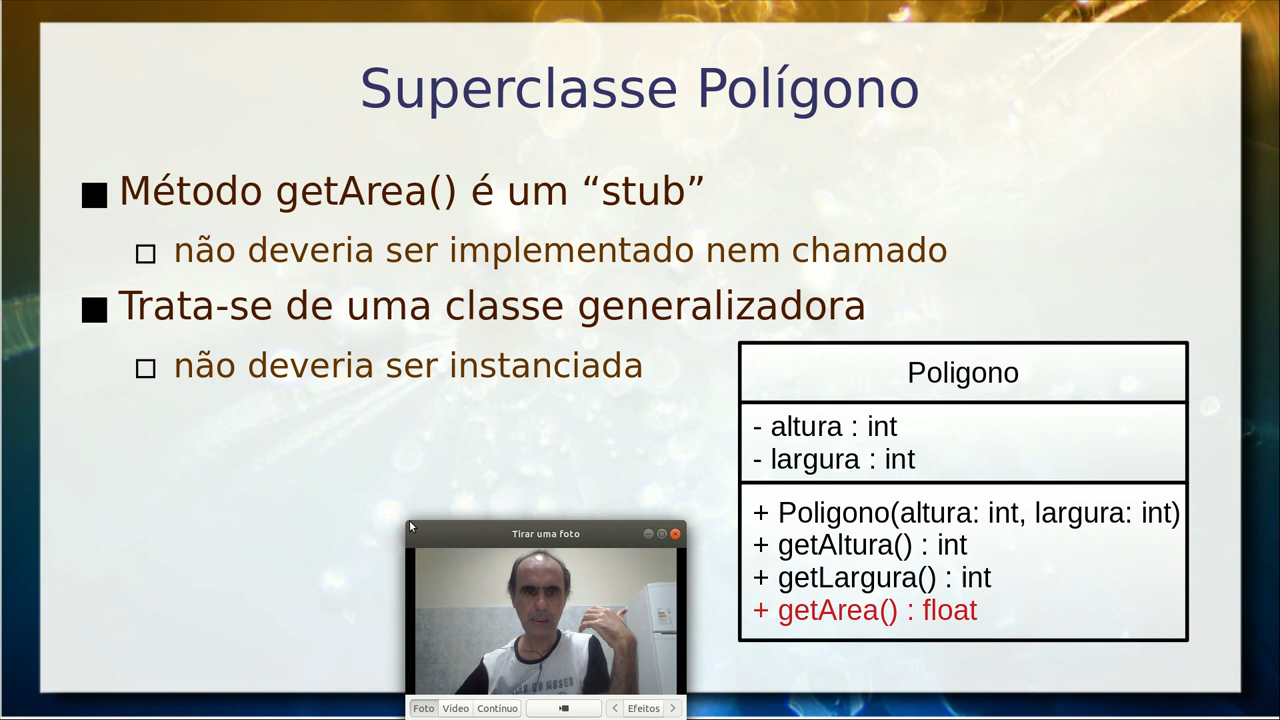 Superclasse Polígono
Método getArea() é um “stub”
não deveria ser implementado nem chamado
Trata-se de uma classe generalizadora
não deveria ser instanciada
Poligono
- altura : int
- largura : int
+ Poligono(altura: int, largura: int)
+ getAltura() : int
+ getLargura() : int
+ getArea() : float
Tirar uma foto
DO MUSEU
Foto Vídeo Contínuo Efeitos